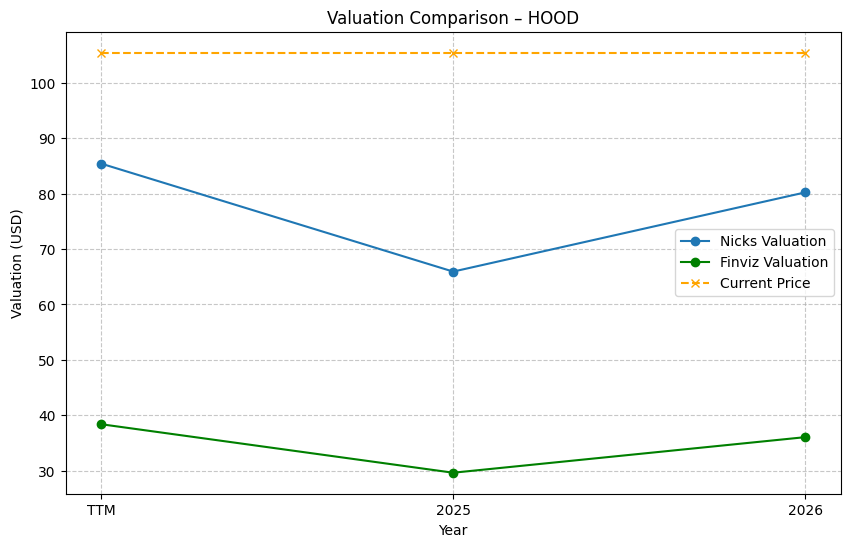 Valuation Comparison – HOOD
Valuation (USD)
100
90
80
70
60
50
40
30
Nicks Valuation
Finviz Valuation
Current Price
TTM 2025 2026
Year